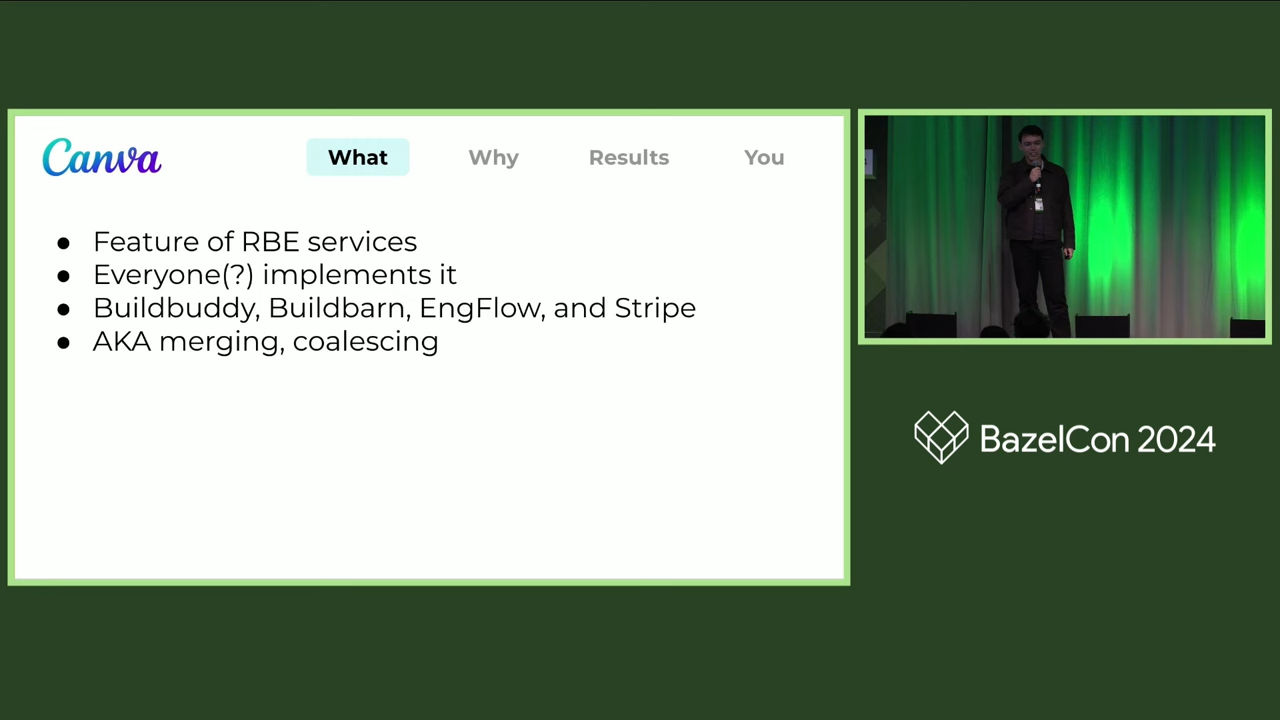 Canva
What Why Results You
● Feature of RBE services
● Everyone(?) implements it
● Buildbuddy, Buildbarn, EngFlow, and Stripe
● AKA merging, coalescing
BazelCon 2024